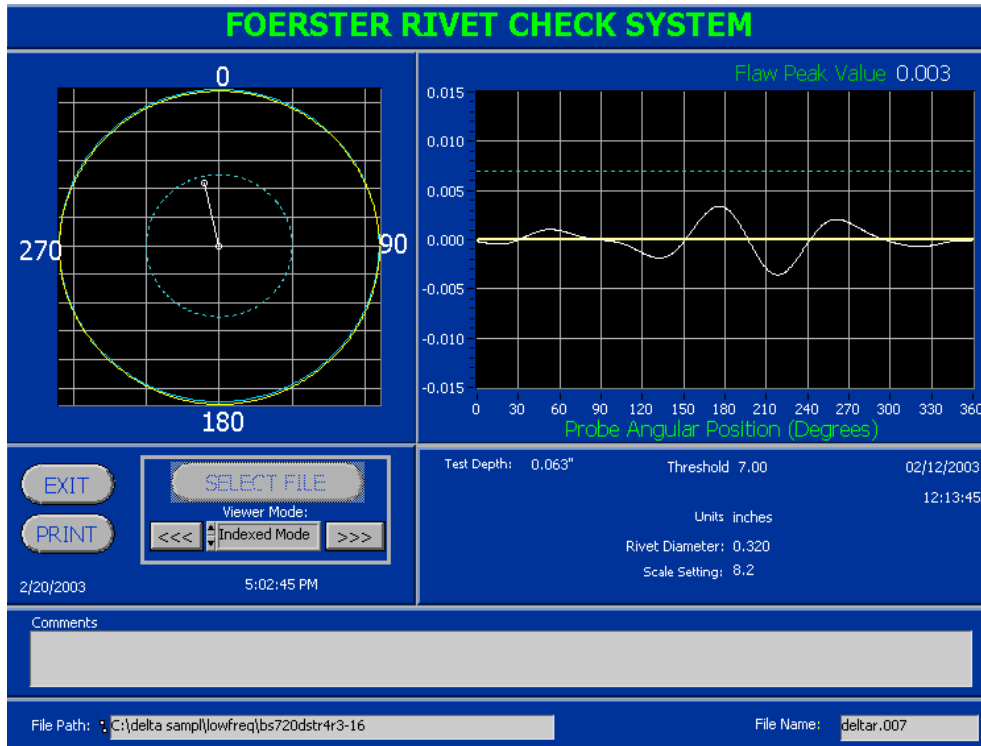 FOERSTER RIVET CHECK SYSTEM
0
270
90
180
Flaw Peak Value 0.003
0.015
0.010
0.005
0.000
-0.005
-0.010
-0.015
0 30 60 90 120 150 180 210 240 270 300 330 360
Probe Angular Position (Degrees)
EXIT
PRINT
SELECT FILE
Viewer Mode:
<<< Indexed Mode >>>
2/20/2003 5:02:45 PM
Test Depth: 0.063" Threshold 7.00 02/12/2003
12:13:45
Units inches
Rivet Diameter: 0.320
Scale Setting: 8.2
Comments
File Path: C:\delta sampl\lowfreq\bs720dstr4r3-16 File Name: deltar.007